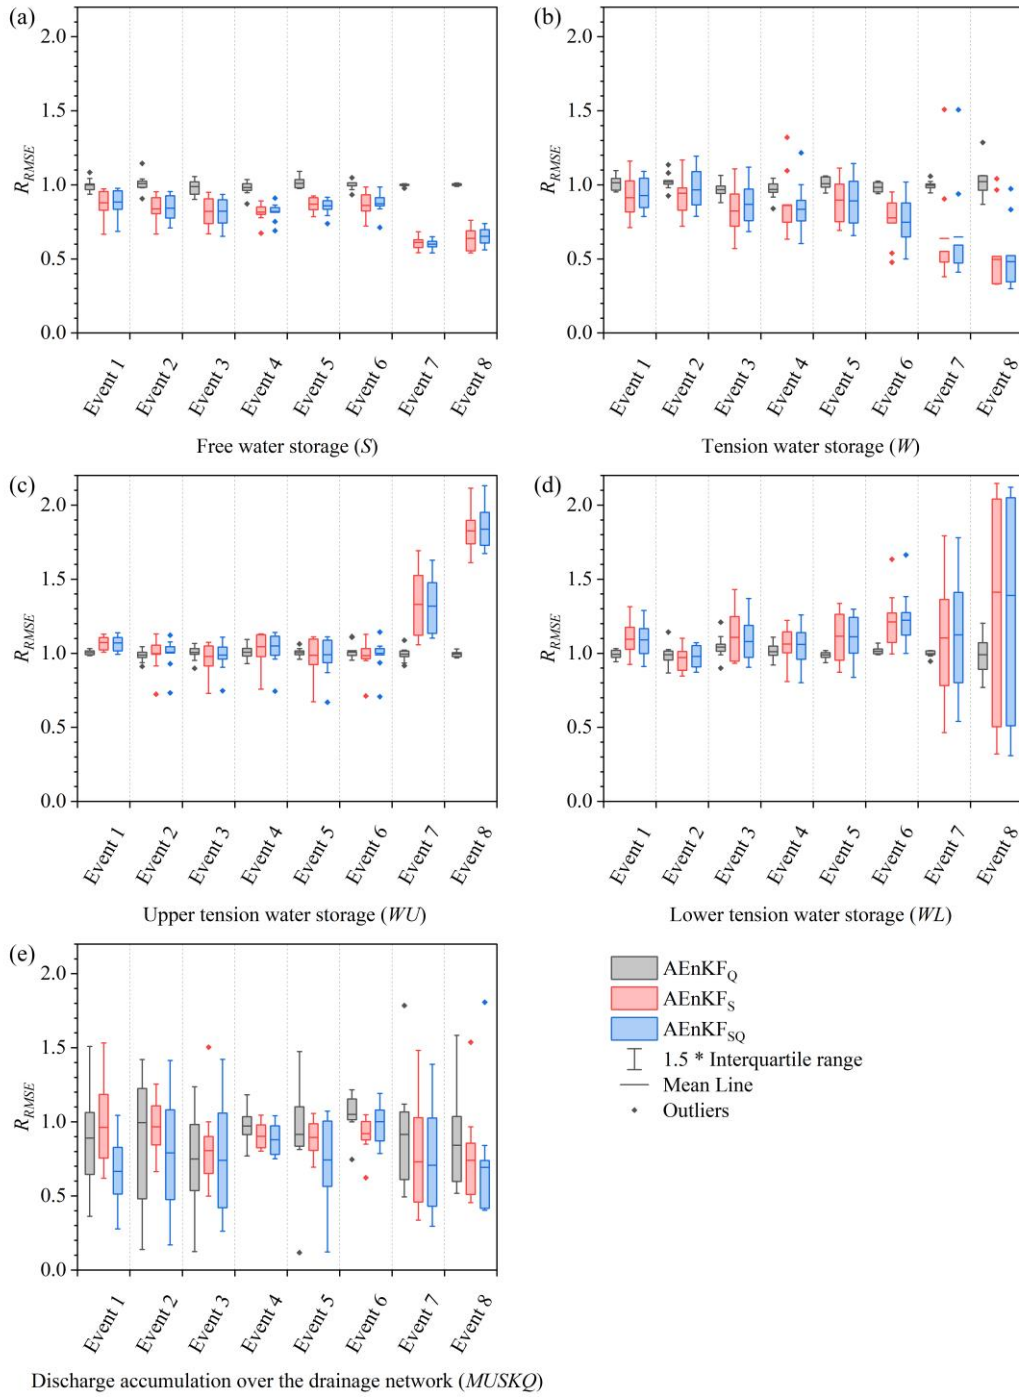 (a)
R_RMSE
2.0
1.5
1.0
0.5
0.0
Event 1
Event 2
Event 3
Event 4
Event 5
Event 6
Event 7
Event 8
Free water storage (S)
(b)
R_RMSE
2.0
1.5
1.0
0.5
0.0
Event 1
Event 2
Event 3
Event 4
Event 5
Event 6
Event 7
Event 8
Tension water storage (W)
(c)
R_RMSE
2.0
1.5
1.0
0.5
0.0
Event 1
Event 2
Event 3
Event 4
Event 5
Event 6
Event 7
Event 8
Upper tension water storage (WU)
(d)
R_RMSE
2.0
1.5
1.0
0.5
0.0
Event 1
Event 2
Event 3
Event 4
Event 5
Event 6
Event 7
Event 8
Lower tension water storage (WL)
(e)
R_RMSE
2.0
1.5
1.0
0.5
0.0
Event 1
Event 2
Event 3
Event 4
Event 5
Event 6
Event 7
Event 8
Discharge accumulation over the drainage network (MUSKQ)
AEnKF_Q
AEnKF_S
AEnKF_SQ
1.5 * Interquartile range
Mean Line
Outliers